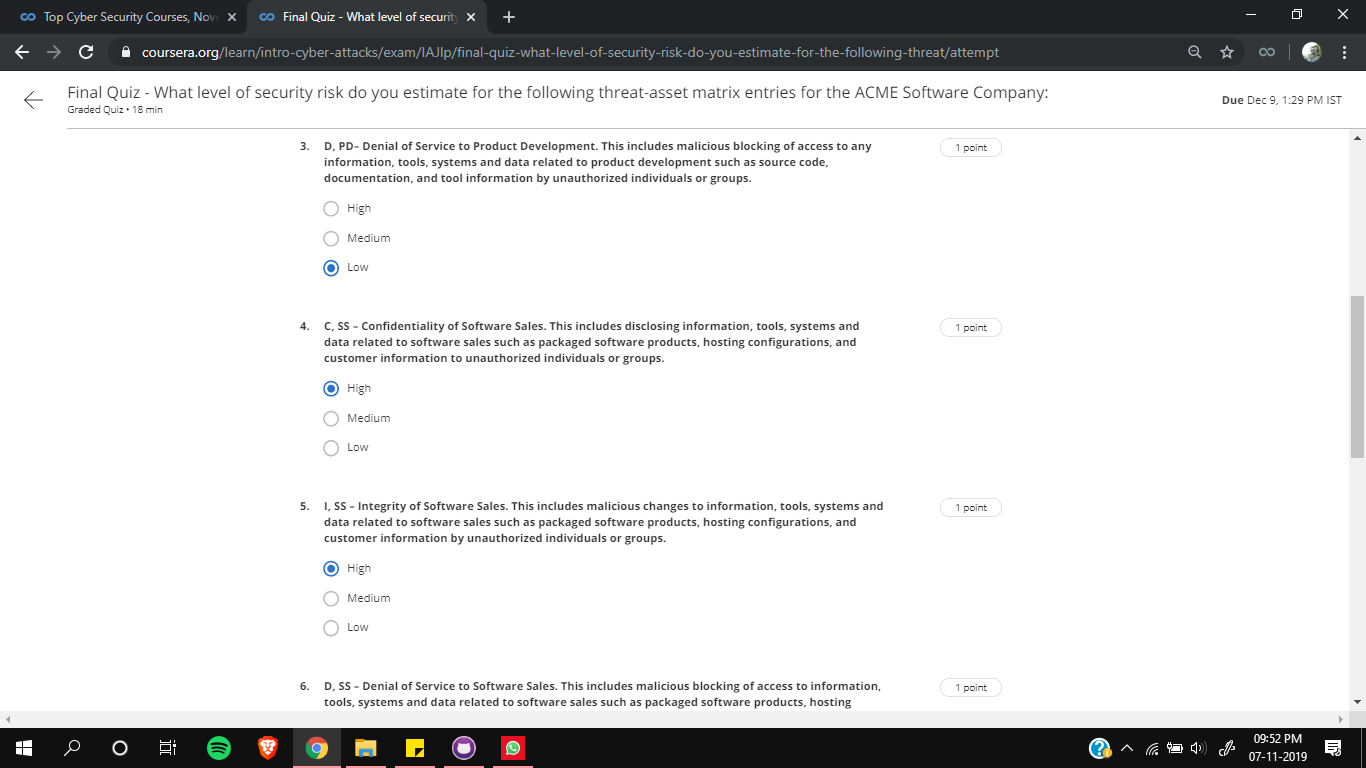 Top Cyber Security Courses, Nov
Final Quiz - What level of security
coursera.org/learn/intro-cyber-attacks/exam/IAJlp/final-quiz-what-level-of-security-risk-do-you-estimate-for-the-following-threat/attempt
Final Quiz - What level of security risk do you estimate for the following threat-asset matrix entries for the ACME Software Company:
Graded Quiz • 18 min
Due Dec 9, 1:29 PM IST
3. D, PD– Denial of Service to Product Development. This includes malicious blocking of access to any
information, tools, systems and data related to product development such as source code,
documentation, and tool information by unauthorized individuals or groups.
1 point
High
Medium
Low
4. C, SS – Confidentiality of Software Sales. This includes disclosing information, tools, systems and
data related to software sales such as packaged software products, hosting configurations, and
customer information to unauthorized individuals or groups.
1 point
High
Medium
Low
5. I, SS – Integrity of Software Sales. This includes malicious changes to information, tools, systems and
data related to software sales such as packaged software products, hosting configurations, and
customer information by unauthorized individuals or groups.
1 point
High
Medium
Low
6. D, SS – Denial of Service to Software Sales. This includes malicious blocking of access to information,
tools, systems and data related to software sales such as packaged software products, hosting
1 point
09:52 PM
07-11-2019